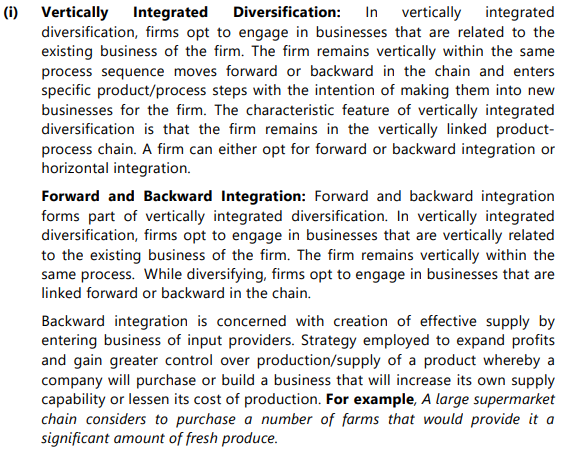 (i) Vertically Integrated Diversification: In vertically integrated
diversification, firms opt to engage in businesses that are related to the
existing business of the firm. The firm remains vertically within the same
process sequence moves forward or backward in the chain and enters
specific product/process steps with the intention of making them into new
businesses for the firm. The characteristic feature of vertically integrated
diversification is that the firm remains in the vertically linked product-
process chain. A firm can either opt for forward or backward integration or
horizontal integration.
Forward and Backward Integration: Forward and backward integration
forms part of vertically integrated diversification. In vertically integrated
diversification, firms opt to engage in businesses that are vertically related
to the existing business of the firm. The firm remains vertically within the
same process. While diversifying, firms opt to engage in businesses that are
linked forward or backward in the chain.
Backward integration is concerned with creation of effective supply by
entering business of input providers. Strategy employed to expand profits
and gain greater control over production/supply of a product whereby a
company will purchase or build a business that will increase its own supply
capability or lessen its cost of production. For example, A large supermarket
chain considers to purchase a number of farms that would provide it a
significant amount of fresh produce.